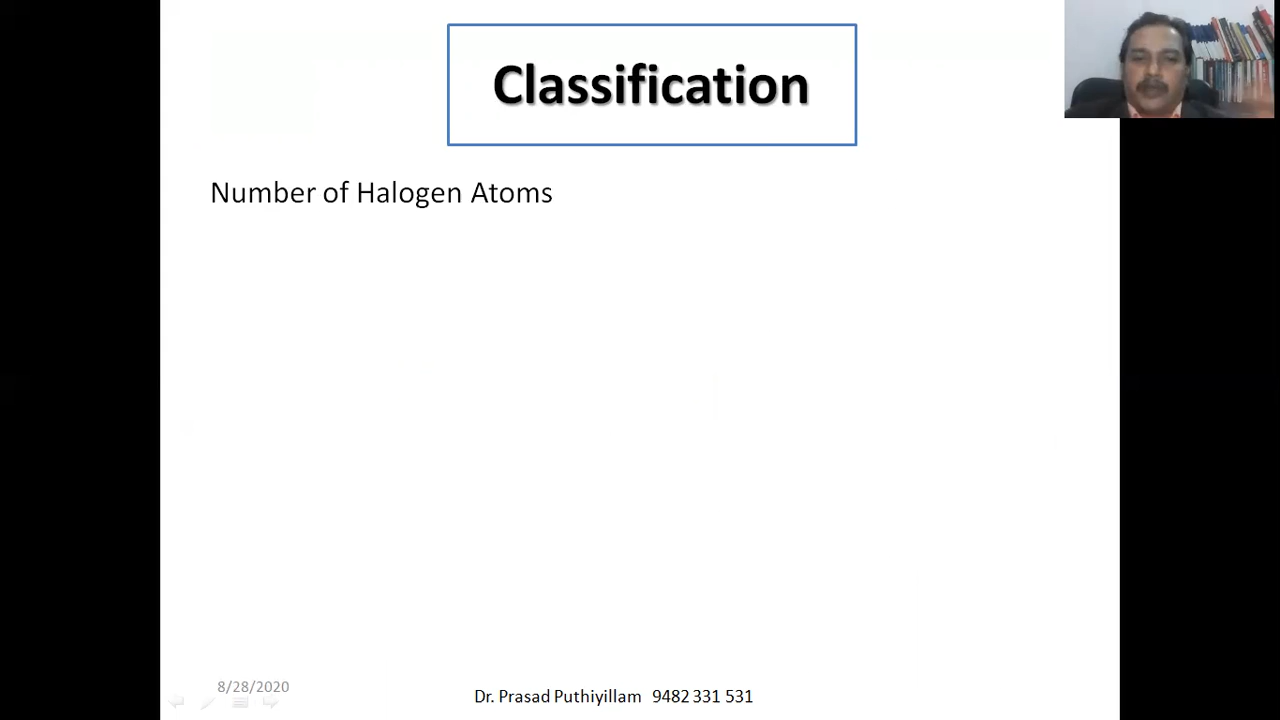 Classification
Number of Halogen Atoms
8/28/2020
Dr. Prasad Puthiyillam 9482 331 531